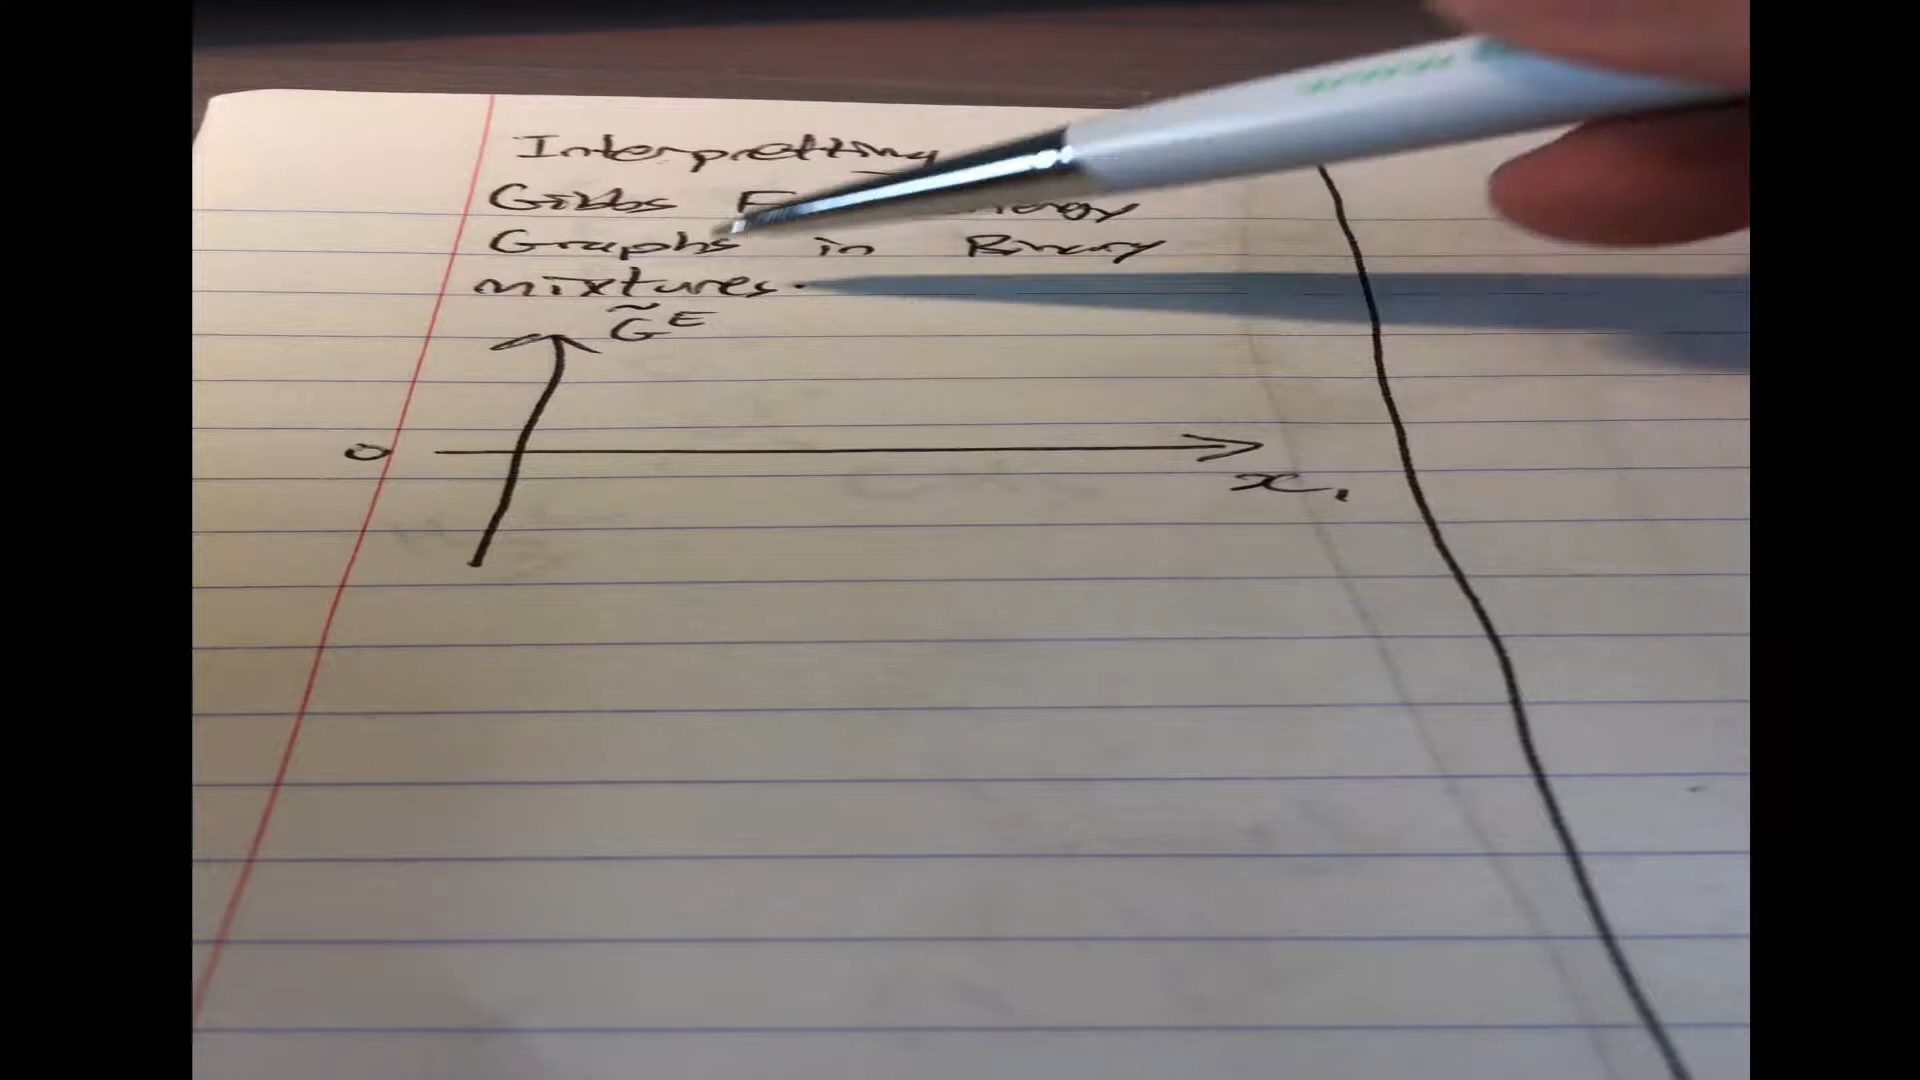 Interpretting
Gibbs
Graphs in Binary
mixtures.
G̃ᴱ
0
x₁